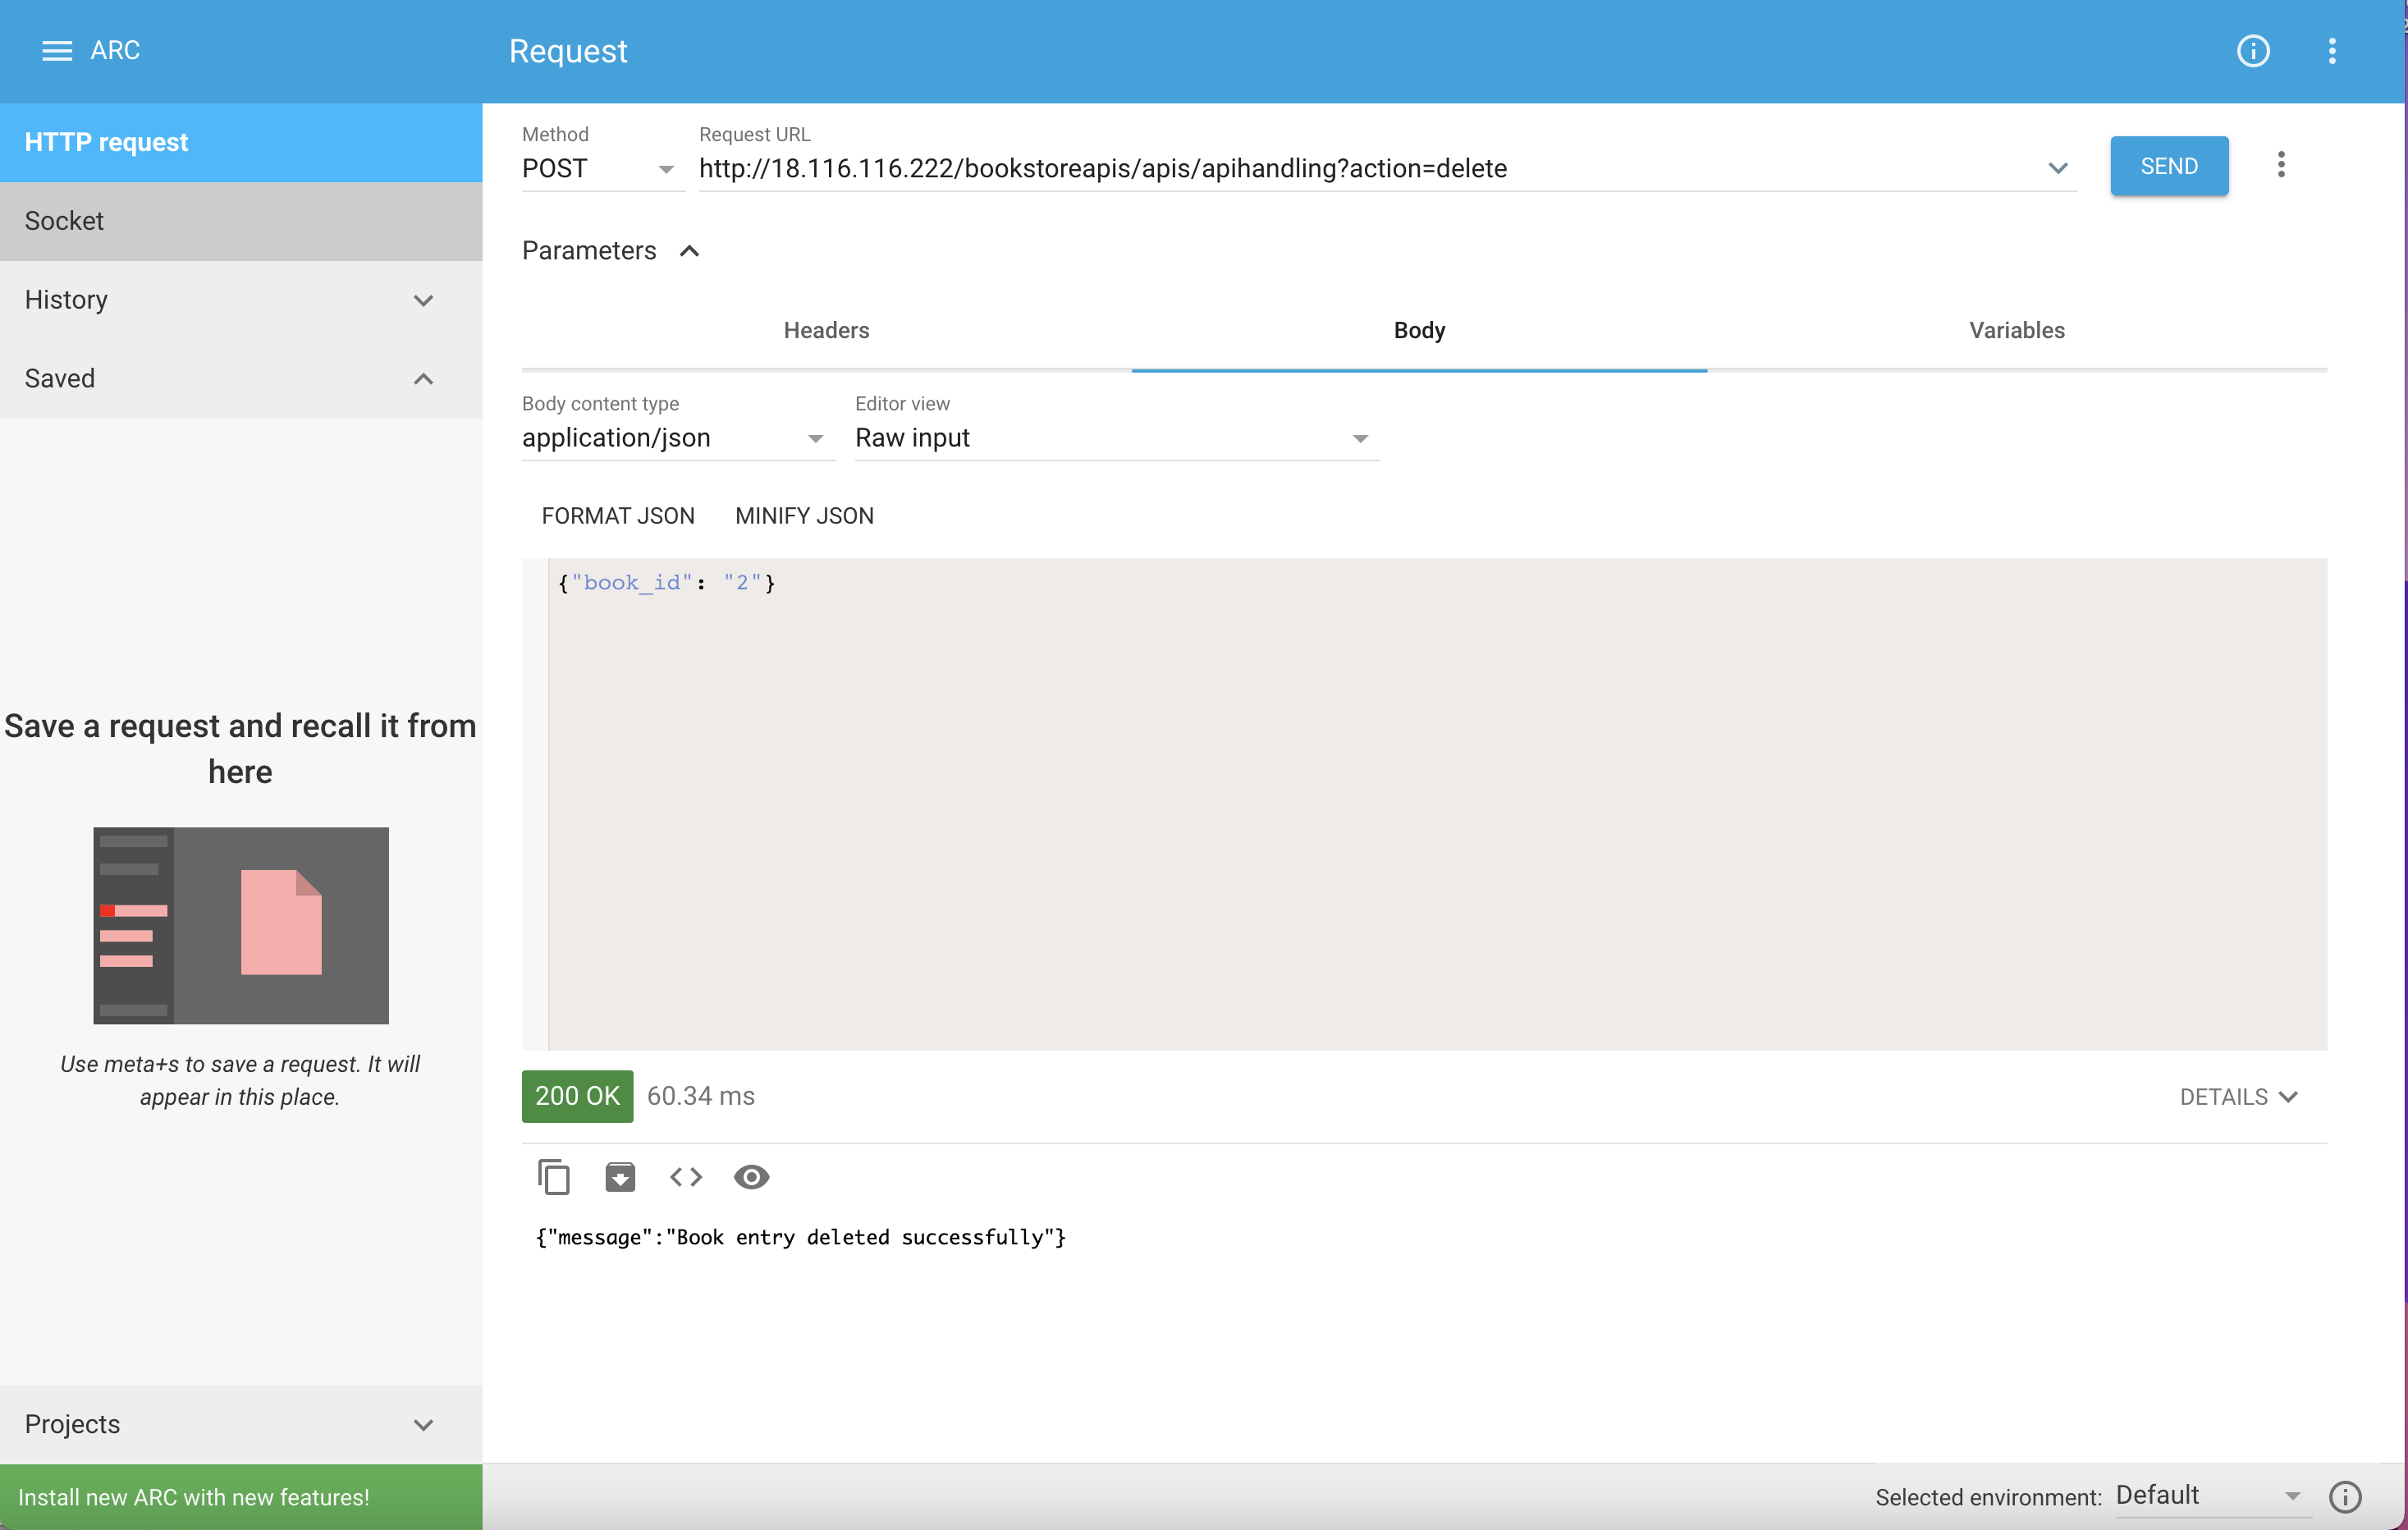 ARC
Request
HTTP request
Socket
History
Saved
Save a request and recall it from
here
Use meta+s to save a request. It will
appear in this place.
Projects
Install new ARC with new features!
Method
POST
Request URL
http://18.116.116.222/bookstoreapis/apis/apihandling?action=delete
SEND
Parameters
Headers
Body
Variables
Body content type
application/json
Editor view
Raw input
FORMAT JSON
MINIFY JSON
{"book_id": "2"}
200 OK
60.34 ms
DETAILS
{"message":"Book entry deleted successfully"}
Selected environment: Default